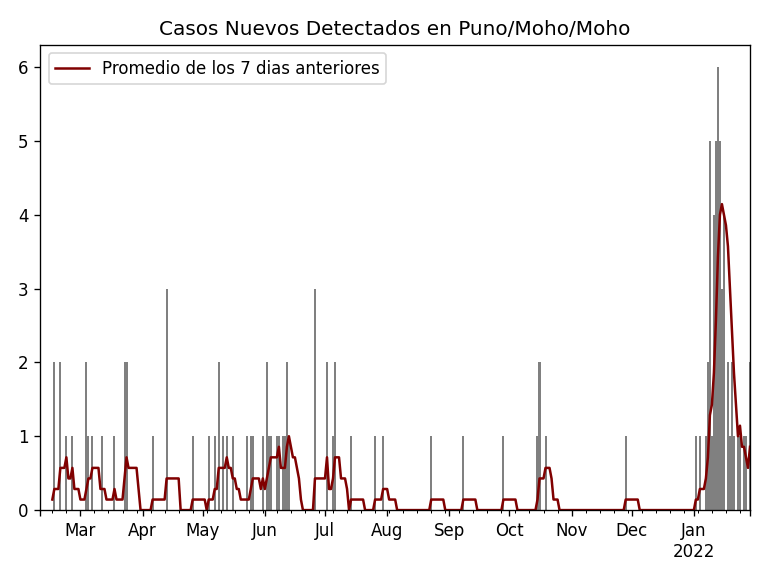 Casos Nuevos Detectados en Puno/Moho/Moho
Promedio de los 7 dias anteriores
6
5
4
3
2
1
0
Mar Apr May Jun Jul Aug Sep Oct Nov Dec Jan
2022